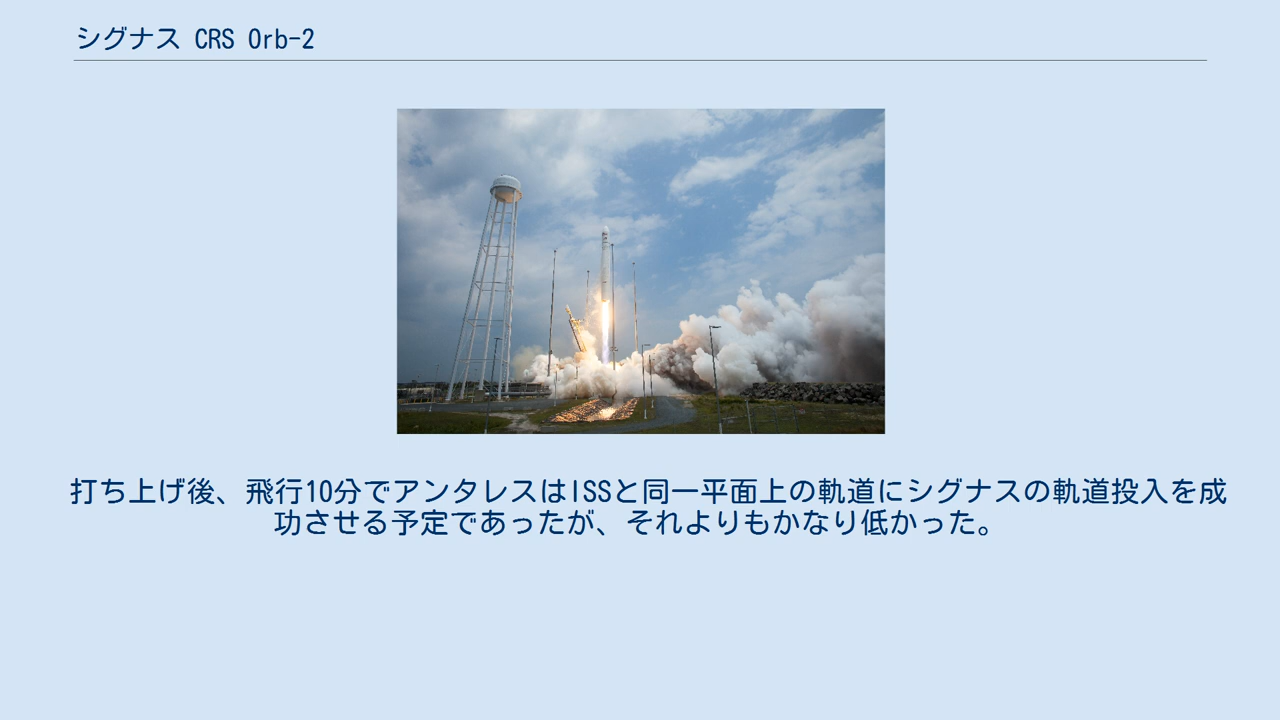 シグナス CRS Orb-2
打ち上げ後、飛行10分でアンタレスはISSと同一平面上の軌道にシグナスの軌道投入を成
功させる予定であったが、それよりもかなり低かった。